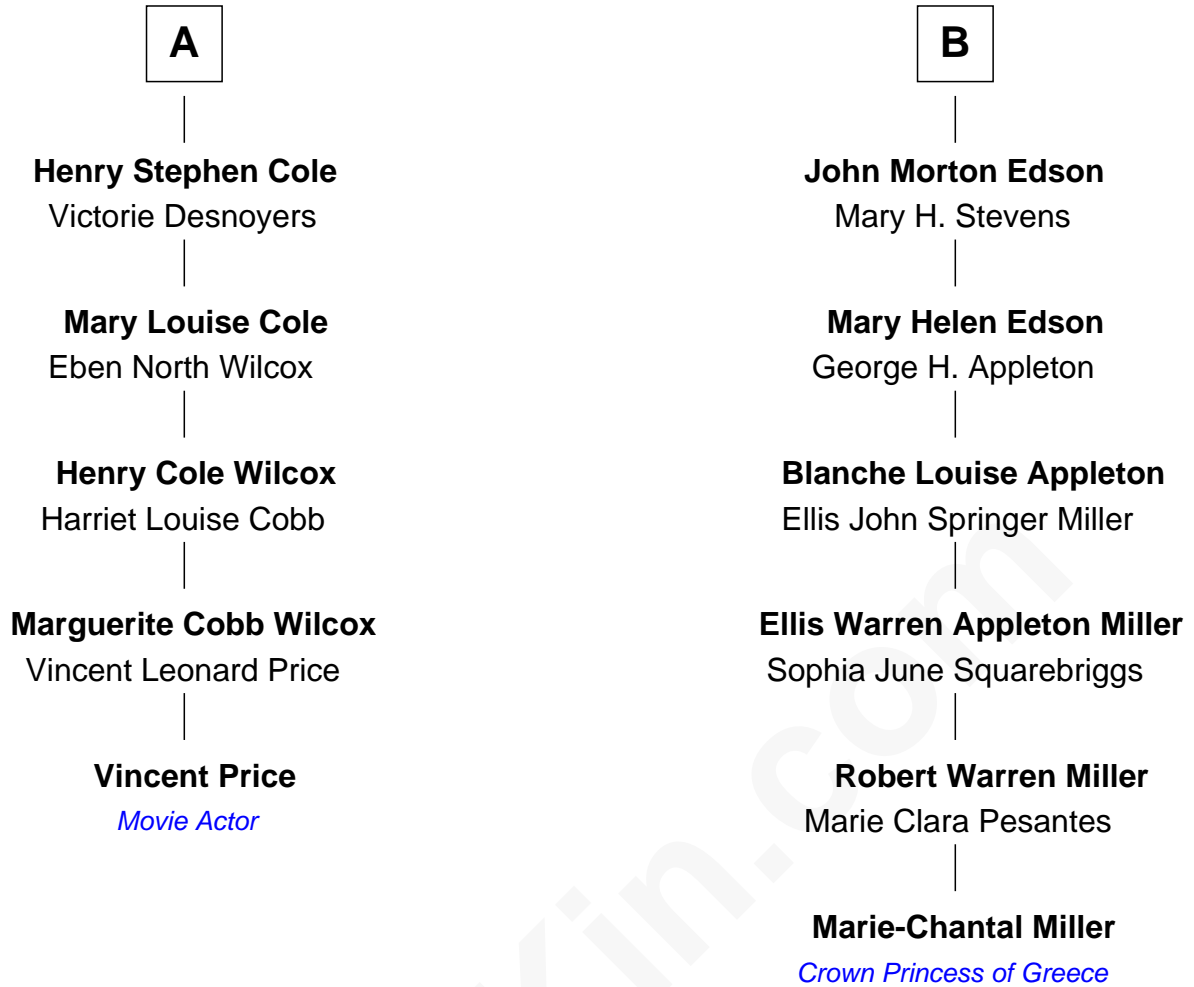 A
Henry Stephen Cole
Victorie Desnoyers
Mary Louise Cole
Eben North Wilcox
Henry Cole Wilcox
Harriet Louise Cobb
Marguerite Cobb Wilcox
Vincent Leonard Price
Vincent Price
Movie Actor
B
John Morton Edson
Mary H. Stevens
Mary Helen Edson
George H. Appleton
Blanche Louise Appleton
Ellis John Springer Miller
Ellis Warren Appleton Miller
Sophia June Squarebriggs
Robert Warren Miller
Marie Clara Pesantes
Marie-Chantal Miller
Crown Princess of Greece
Kin.com